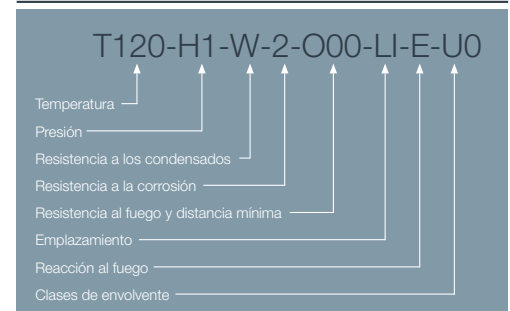 T120-H1-W-2-O00-LI-E-U0
Temperatura
Presión
Resistencia a los condensados
Resistencia a la corrosión
Resistencia al fuego y distancia mínima
Emplazamiento
Reacción al fuego
Clases de envolvente